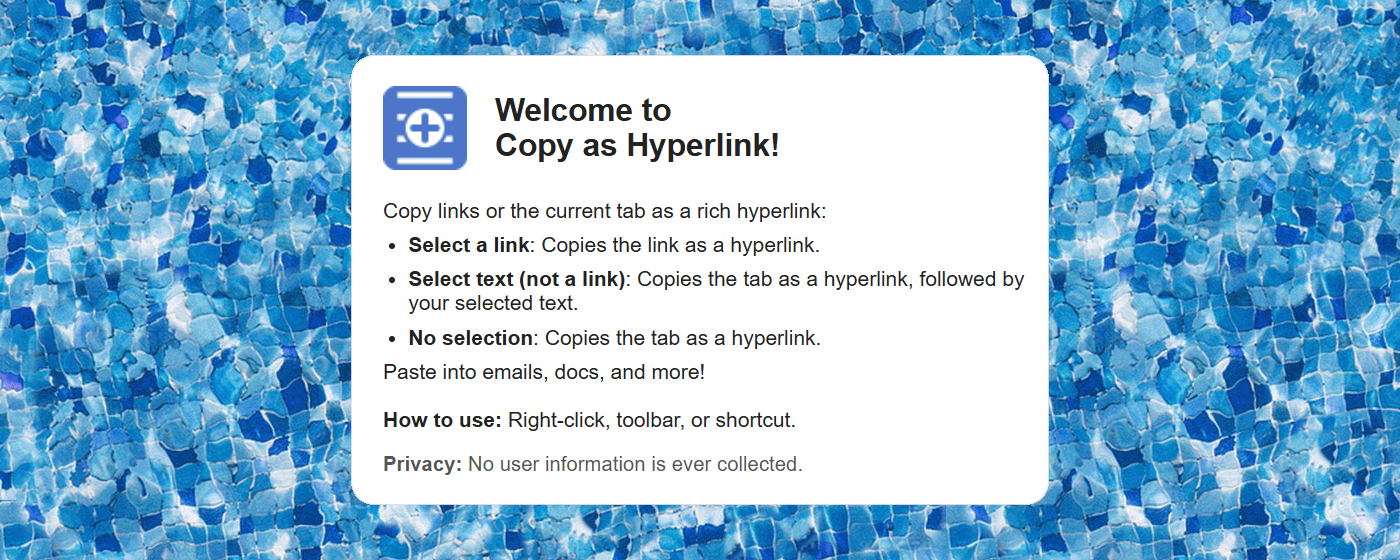 Welcome to
Copy as Hyperlink!
Copy links or the current tab as a rich hyperlink:
• Select a link: Copies the link as a hyperlink.
• Select text (not a link): Copies the tab as a hyperlink, followed by
your selected text.
• No selection: Copies the tab as a hyperlink.
Paste into emails, docs, and more!
How to use: Right-click, toolbar, or shortcut.
Privacy: No user information is ever collected.